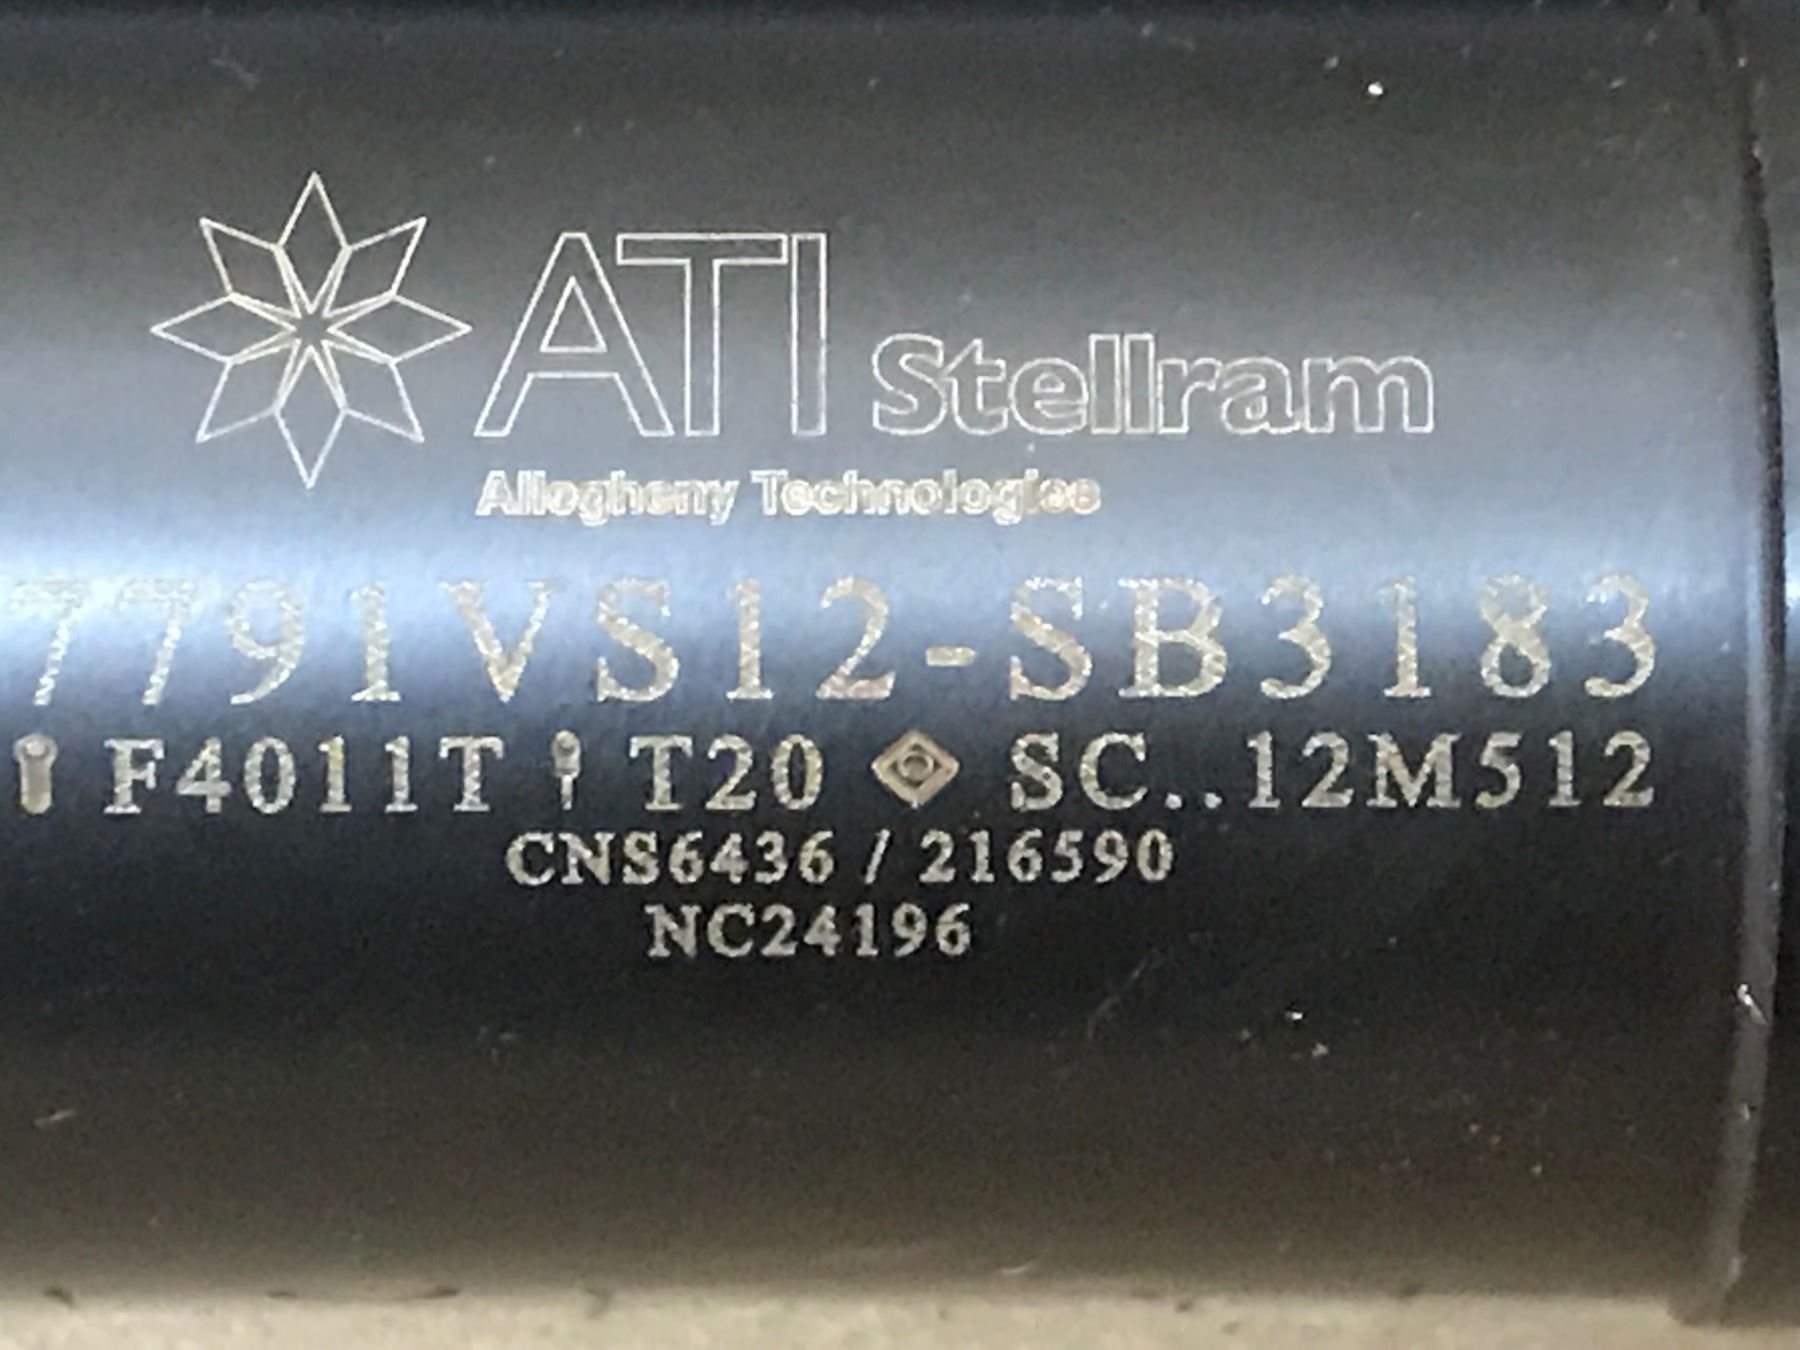 ATI Stellram
Allegheny Technologies
7791VS12-SB3183
F4011T T20 SC..12M512
CNS6436 / 216590
NC24196